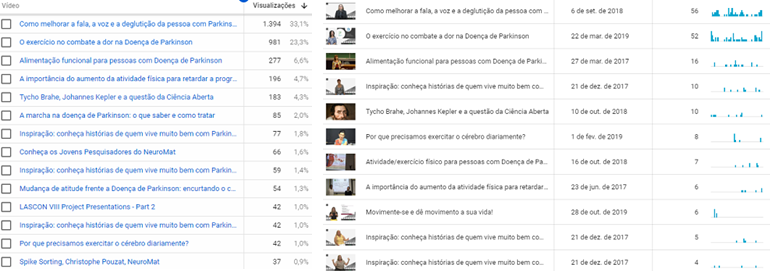 Vídeo Visualizações
Como melhorar a fala, a voz e a deglutição da pessoa com Parkins... 1.394 33,1%
O exercício no combate a dor na Doença de Parkinson 981 23,3%
Alimentação funcional para pessoas com Doença de Parkinson 277 6,6%
A importância do aumento da atividade física para retardar a progr... 196 4,7%
Tycho Brahe, Johannes Kepler e a questão da Ciência Aberta 183 4,3%
A marcha na doença de Parkinson: o que saber e como tratar 85 2,0%
Inspiração: conheça histórias de quem vive muito bem com Parkin... 77 1,8%
Conheça os Jovens Pesquisadores do NeuroMat 66 1,6%
Inspiração: conheça histórias de quem vive muito bem com Parkin... 59 1,4%
Mudança de atitude frente a Doença de Parkinson: encurtando o c... 54 1,3%
LASCON VIII Project Presentations - Part 2 42 1,0%
Inspiração: conheça histórias de quem vive muito bem com Parkin... 42 1,0%
Por que precisamos exercitar o cérebro diariamente? 42 1,0%
Spike Sorting, Christophe Pouzat, NeuroMat 37 0,9%
Como melhorar a fala, a voz e a deglutição da pessoa com ... 6 de set. de 2018 56
O exercício no combate a dor na Doença de Parkinson 22 de mar. de 2019 52
Alimentação funcional para pessoas com Doença de Parki... 27 de mar. de 2017 16
Inspiração: conheça histórias de quem vive muito bem co... 21 de dez. de 2017 10
Tycho Brahe, Johannes Kepler e a questão da Ciência Aberta 10 de out. de 2018 10
Por que precisamos exercitar o cérebro diariamente? 1 de fev. de 2019 8
Atividade/exercício físico para pessoas com Doença de Pa... 16 de out. de 2018 7
A importância do aumento da atividade física para retardar... 23 de jun. de 2017 6
Movimente-se e dê movimento a sua vida! 28 de out. de 2019 6
Inspiração: conheça histórias de quem vive muito bem co... 21 de dez. de 2017 5
Inspiração: conheça histórias de quem vive muito bem co... 21 de dez. de 2017 4